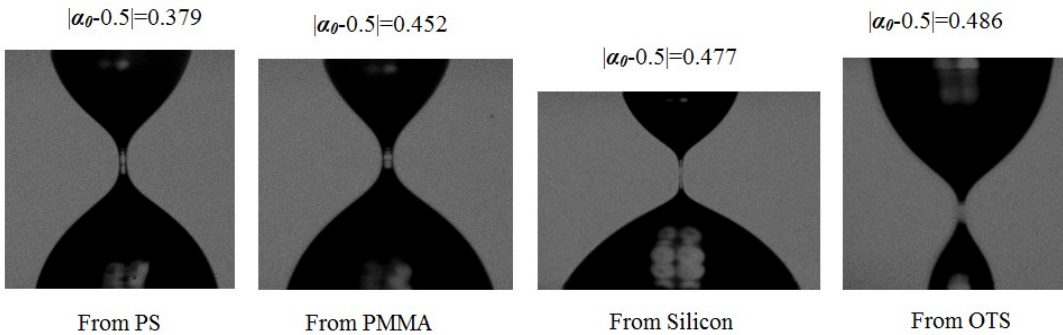 |α₀-0.5|=0.379
|α₀-0.5|=0.452
|α₀-0.5|=0.477
|α₀-0.5|=0.486
From PS
From PMMA
From Silicon
From OTS